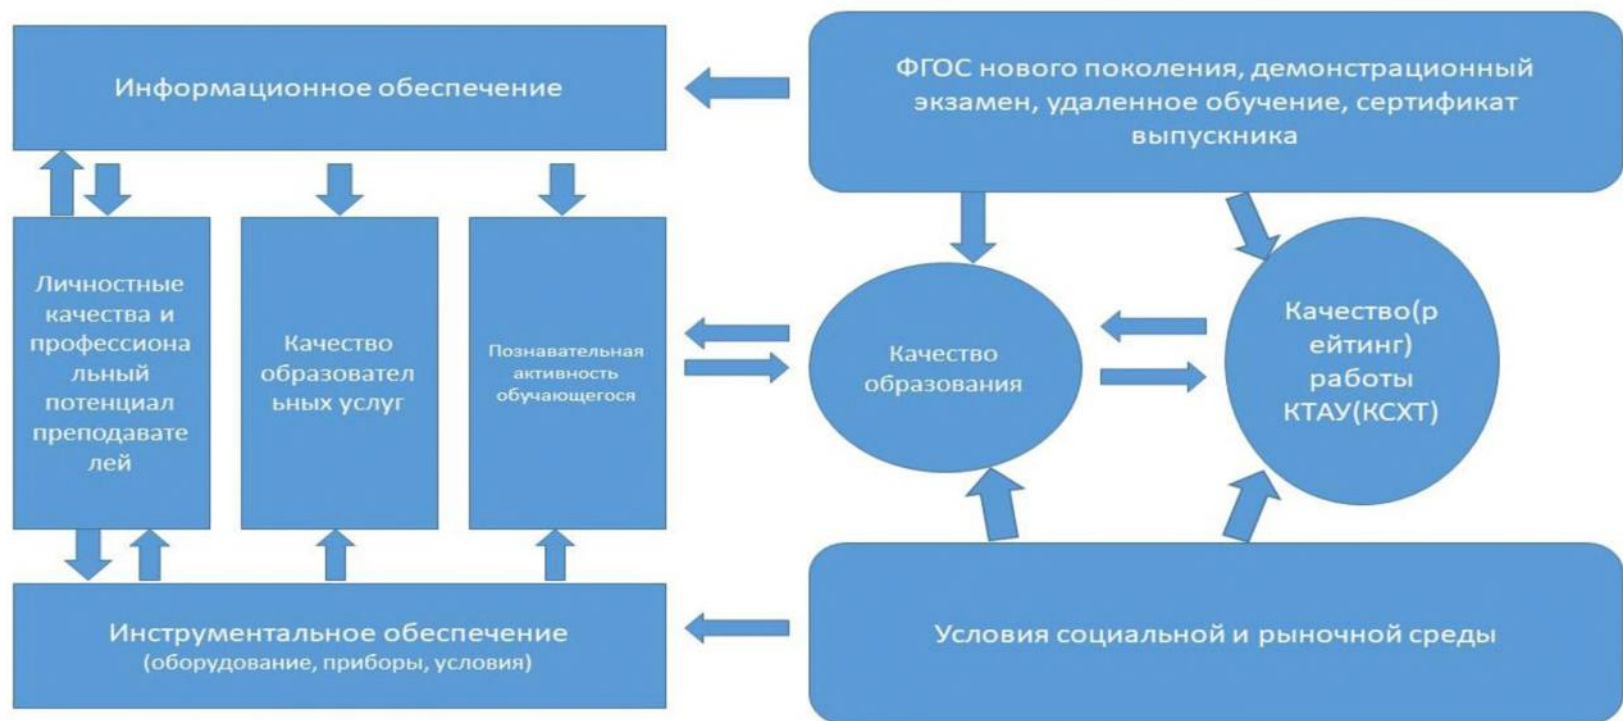 Информационное обеспечение
ФГОС нового поколения, демонстрационный
экзамен, удаленное обучение, сертификат
выпускника
Личностные
качества и
профессиона
льный
потенциал
преподавате
лей
Качество
образовател
ьных услуг
Познавательная
активность
обучающегося
Качество
образования
Качество(р
ейтинг)
работы
КТАУ(КСХТ)
Инструментальное обеспечение
(оборудование, приборы, условия)
Условия социальной и рыночной среды